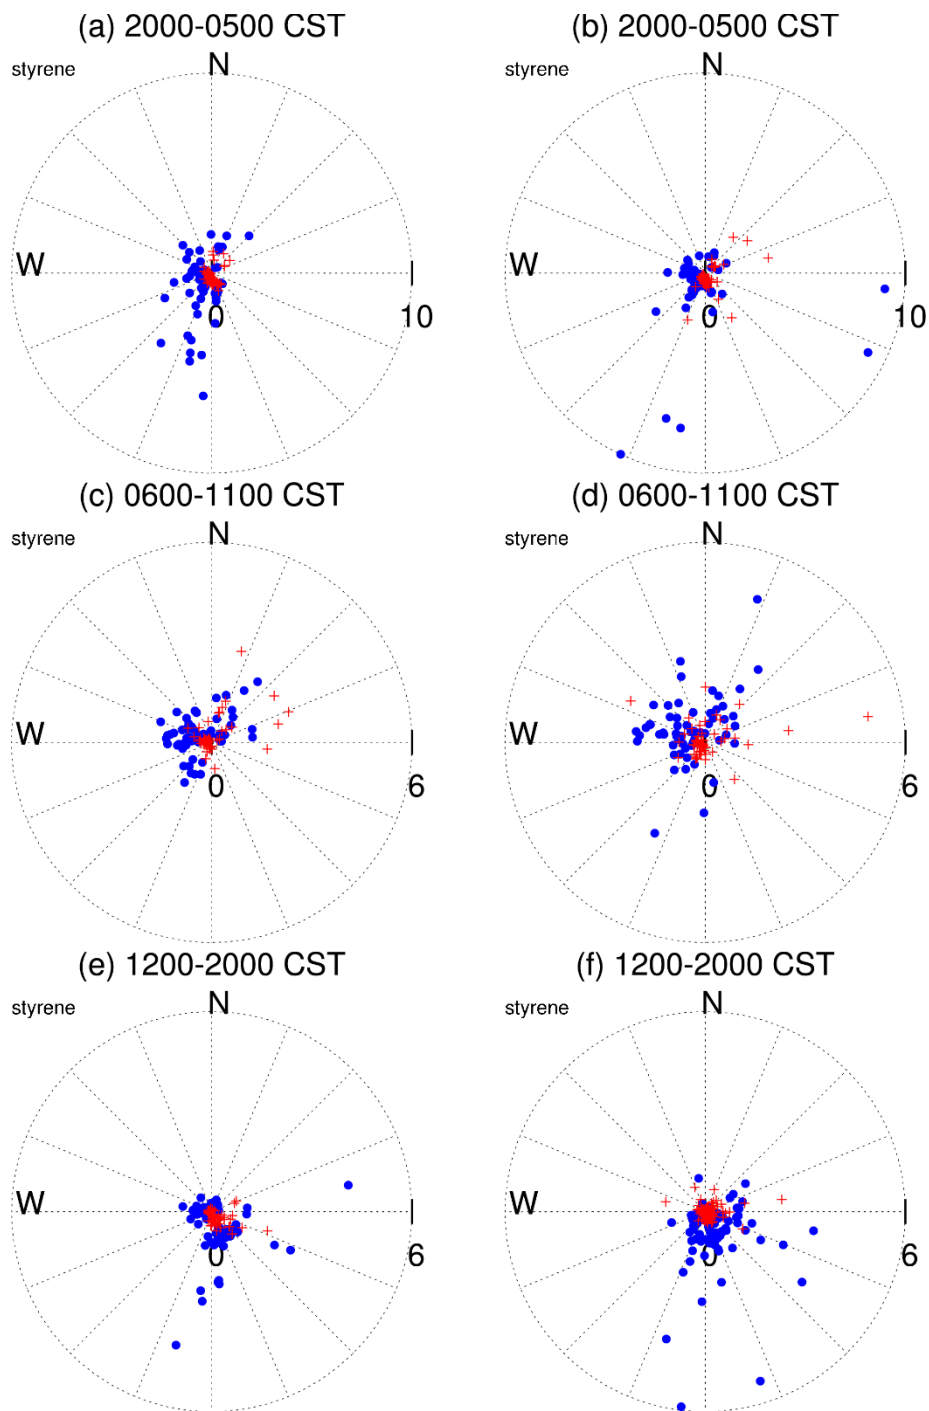 (a) 2000-0500 CST
styrene
N
W
0
10
(b) 2000-0500 CST
styrene
N
W
0
10
(c) 0600-1100 CST
styrene
N
W
0
6
(d) 0600-1100 CST
styrene
N
W
0
6
(e) 1200-2000 CST
styrene
N
W
0
6
(f) 1200-2000 CST
styrene
N
W
0
6